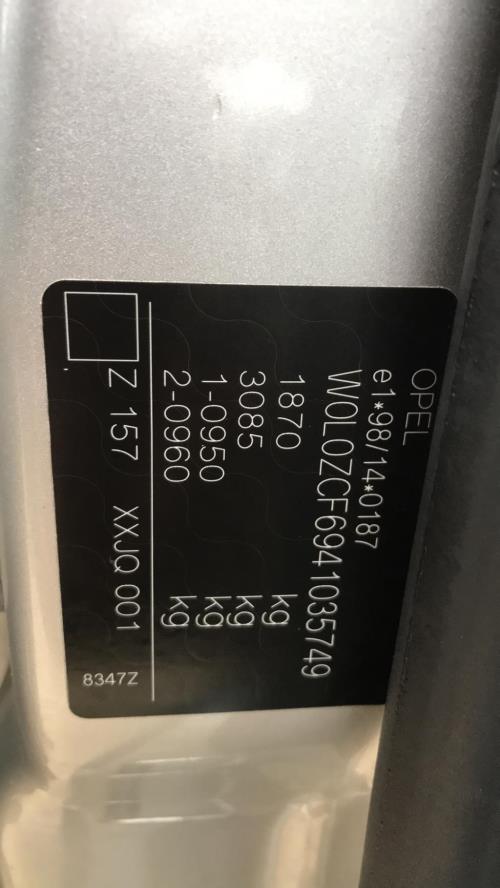 OPEL
e1*98/14*0187
W0L0ZCF6941035749
1870 kg
3085 kg
1-0950 kg
2-0960 kg
Z 157 XXJQ 001
8347Z